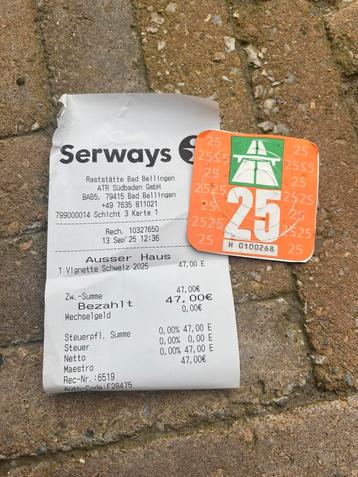 Serways
Raststätte Bad Bellingen
ATR Südbaden GmbH
BAB5, 79415 Bad Bellingen
+49 7635 811021
799000014 Schicht 3 Karte 1
Rech. 10327650
13 Sep'25 12:36
Ausser Haus
1 Vignette Schweiz 2025 47,00 E
47,00€
Zw.-Summe 47,00€
Bezahlt 0,00€
Wechselgeld
0,00% 47,00 E
Steuerpfl. Summe 0,00% 0,00 E
Steuer 0,00% 47,00 E
Netto 47,00€
Maestro
Rec-Nr.:6519
Auth-Code:F28475
25
H 0100268